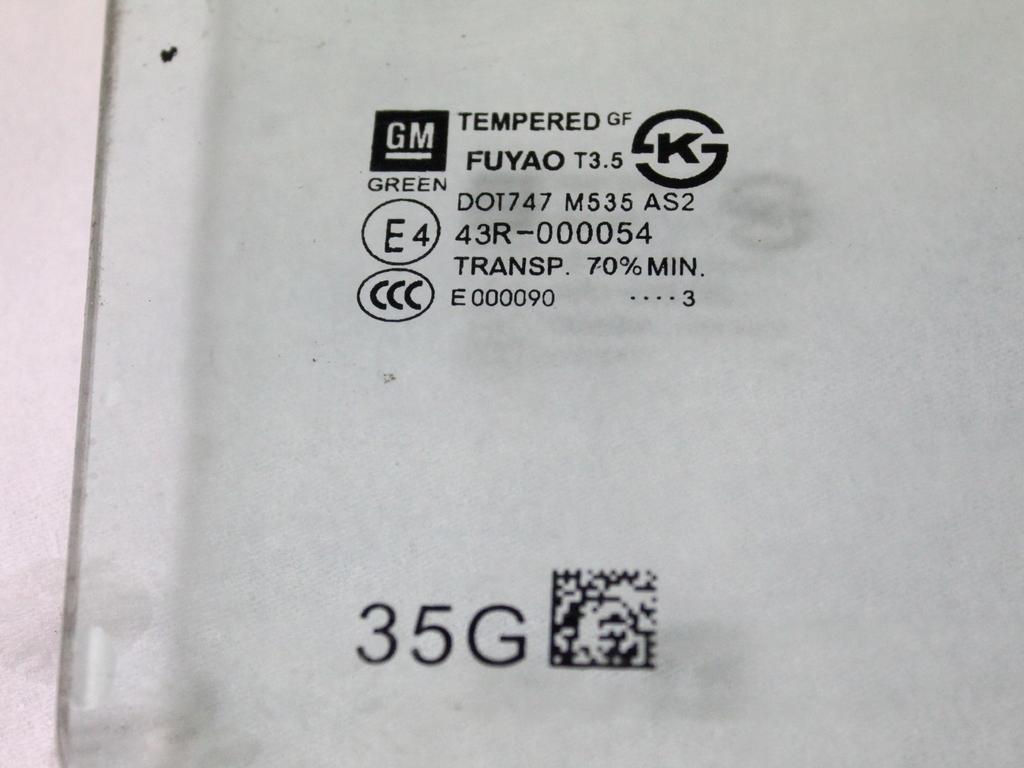 GM TEMPERED GF
FUYAO T3.5 K
GREEN
DOT747 M535 AS2
E4 43R-000054
TRANSP. 70% MIN.
CCC E000090 ····3
35G